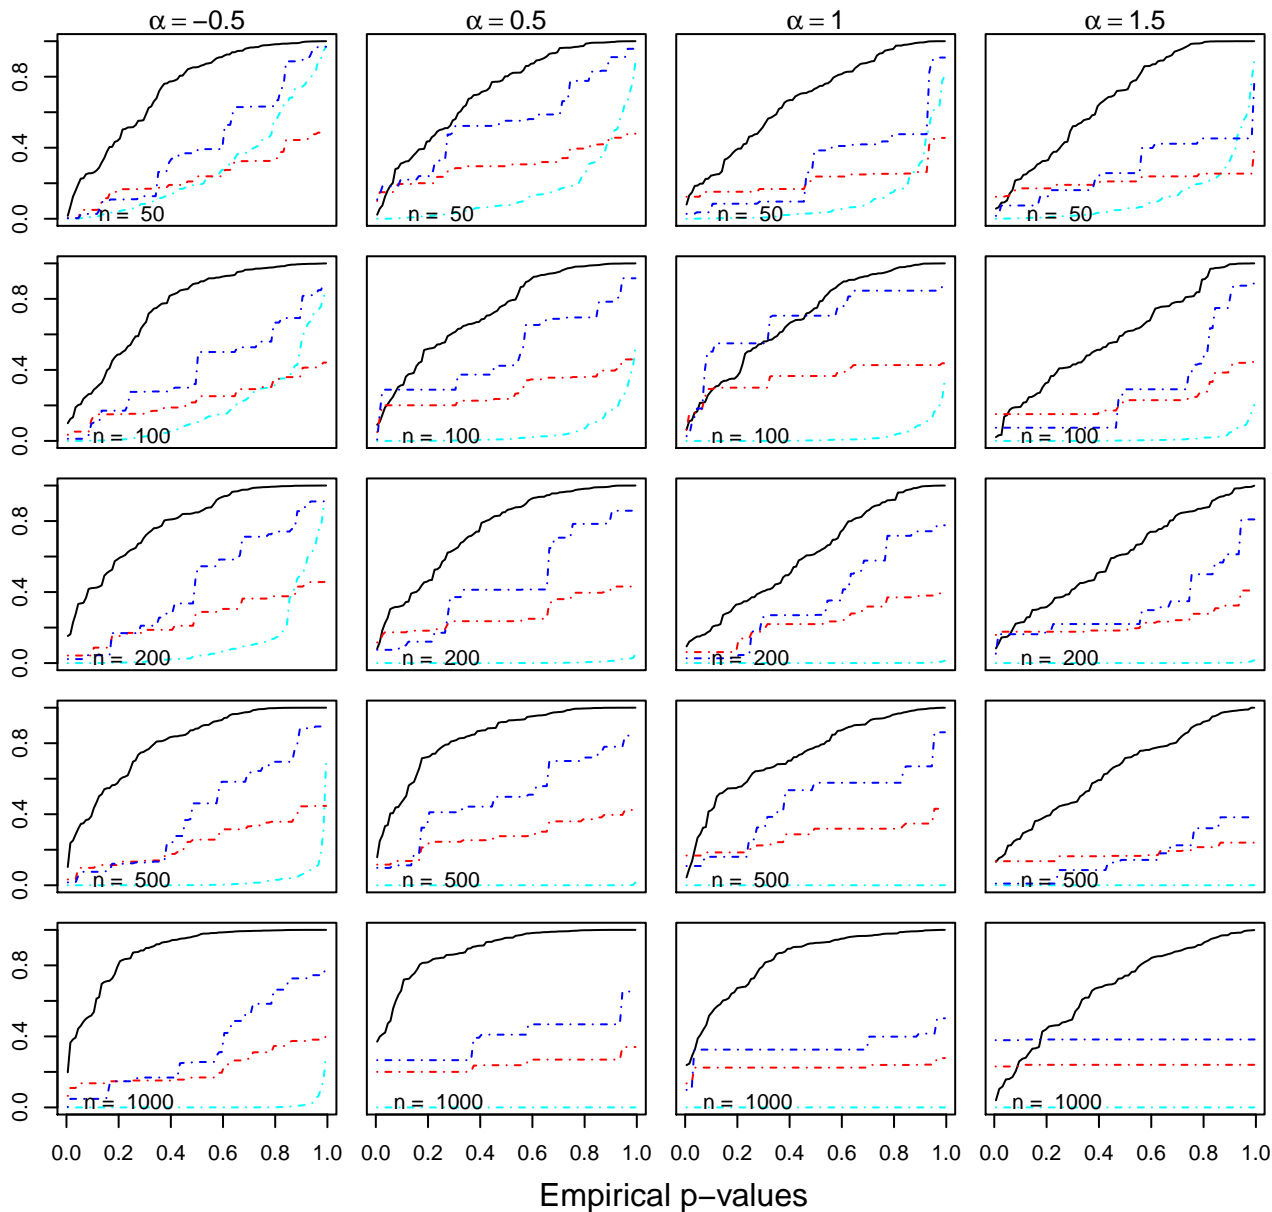 α = −0.5 α = 0.5 α = 1 α = 1.5
0.0 0.4 0.8
n = 50 n = 50 n = 50 n = 50
0.0 0.4 0.8
n = 100 n = 100 n = 100 n = 100
0.0 0.4 0.8
n = 200 n = 200 n = 200 n = 200
0.0 0.4 0.8
n = 500 n = 500 n = 500 n = 500
0.0 0.4 0.8
n = 1000 n = 1000 n = 1000 n = 1000
0.0 0.2 0.4 0.6 0.8 1.0 0.0 0.2 0.4 0.6 0.8 1.0 0.0 0.2 0.4 0.6 0.8 1.0 0.0 0.2 0.4 0.6 0.8 1.0
Empirical p−values